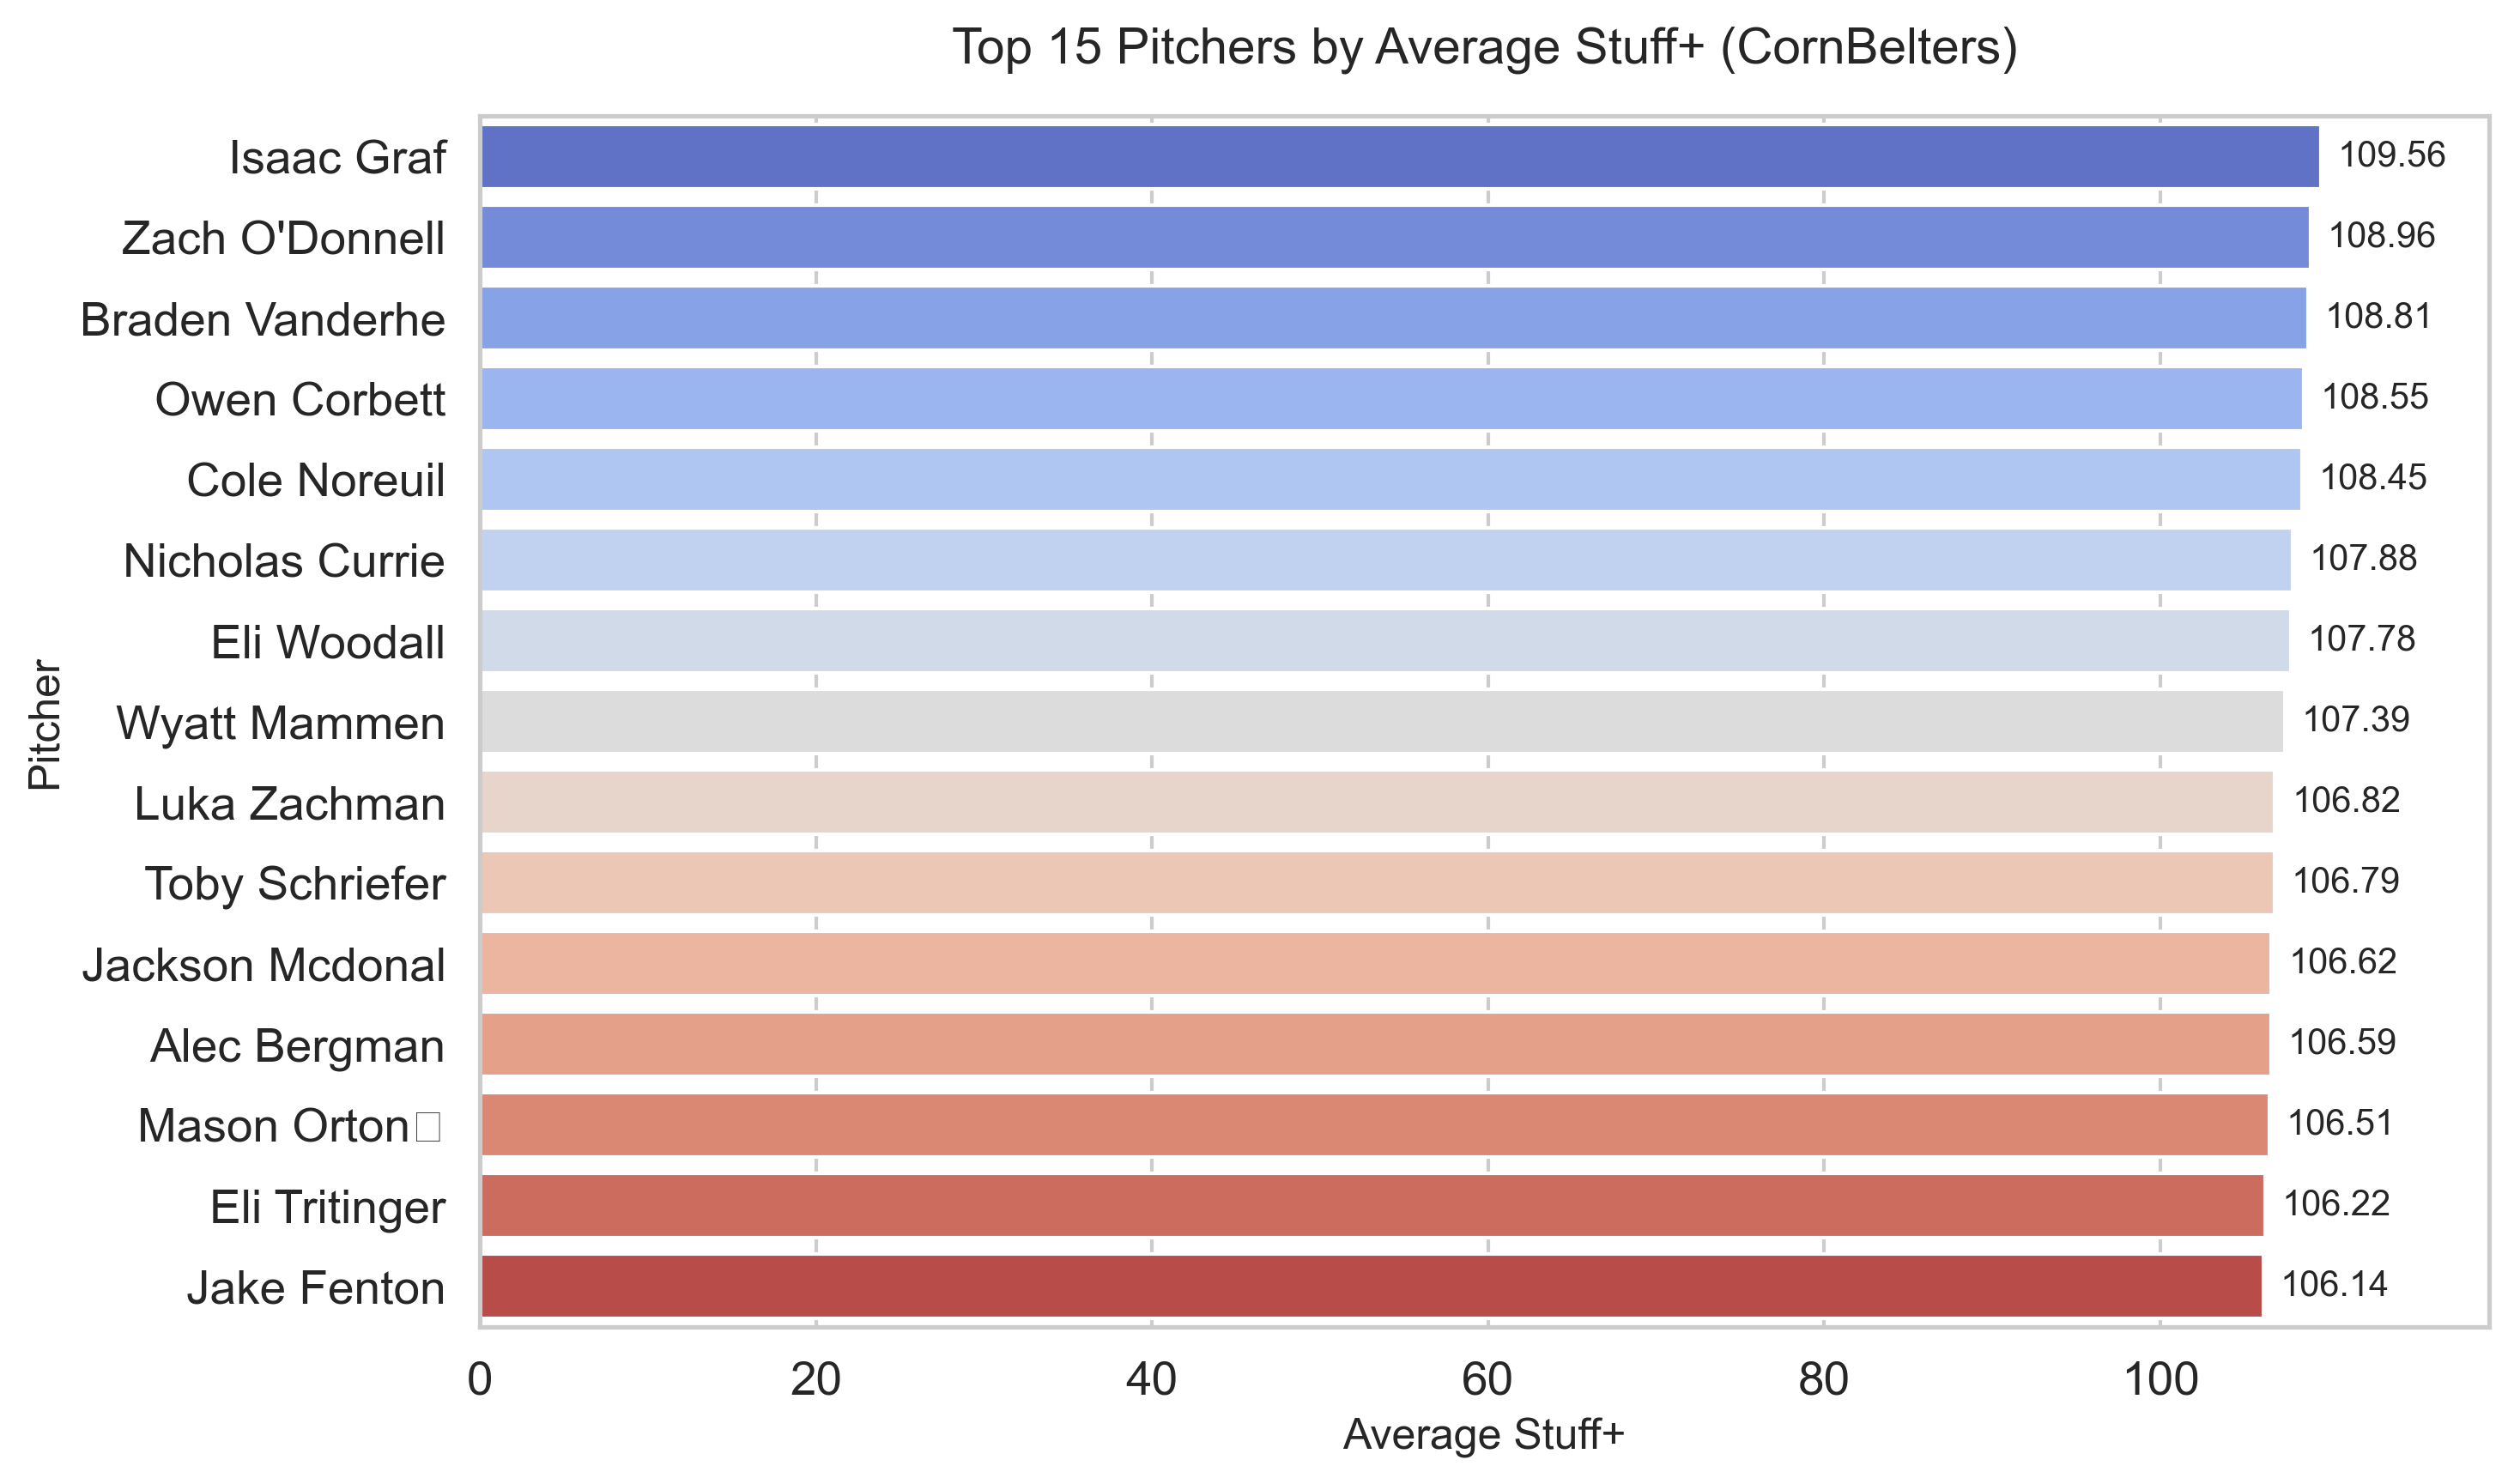 Top 15 Pitchers by Average Stuff+ (CornBelters)
Pitcher
Isaac Graf 109.56
Zach O'Donnell 108.96
Braden Vanderhe 108.81
Owen Corbett 108.55
Cole Noreuil 108.45
Nicholas Currie 107.88
Eli Woodall 107.78
Wyatt Mammen 107.39
Luka Zachman 106.82
Toby Schriefer 106.79
Jackson Mcdonal 106.62
Alec Bergman 106.59
Mason Orton□ 106.51
Eli Tritinger 106.22
Jake Fenton 106.14
0 20 40 60 80 100
Average Stuff+